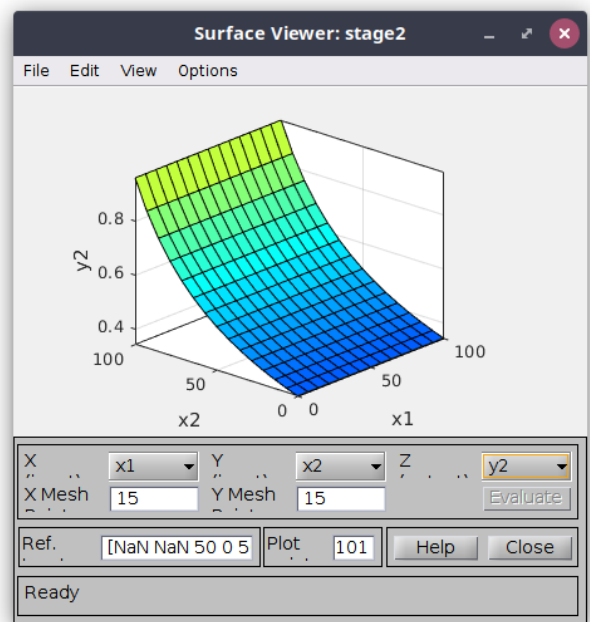 Surface Viewer: stage2
File Edit View Options
0.8
0.6
0.4
y2
100
50
0
x2
0
50
100
x1
X x1 Y x2 Z y2
X Mesh 15 Y Mesh 15 Evaluate
Ref. [NaN NaN 50 0 5 Plot 101 Help Close
Ready